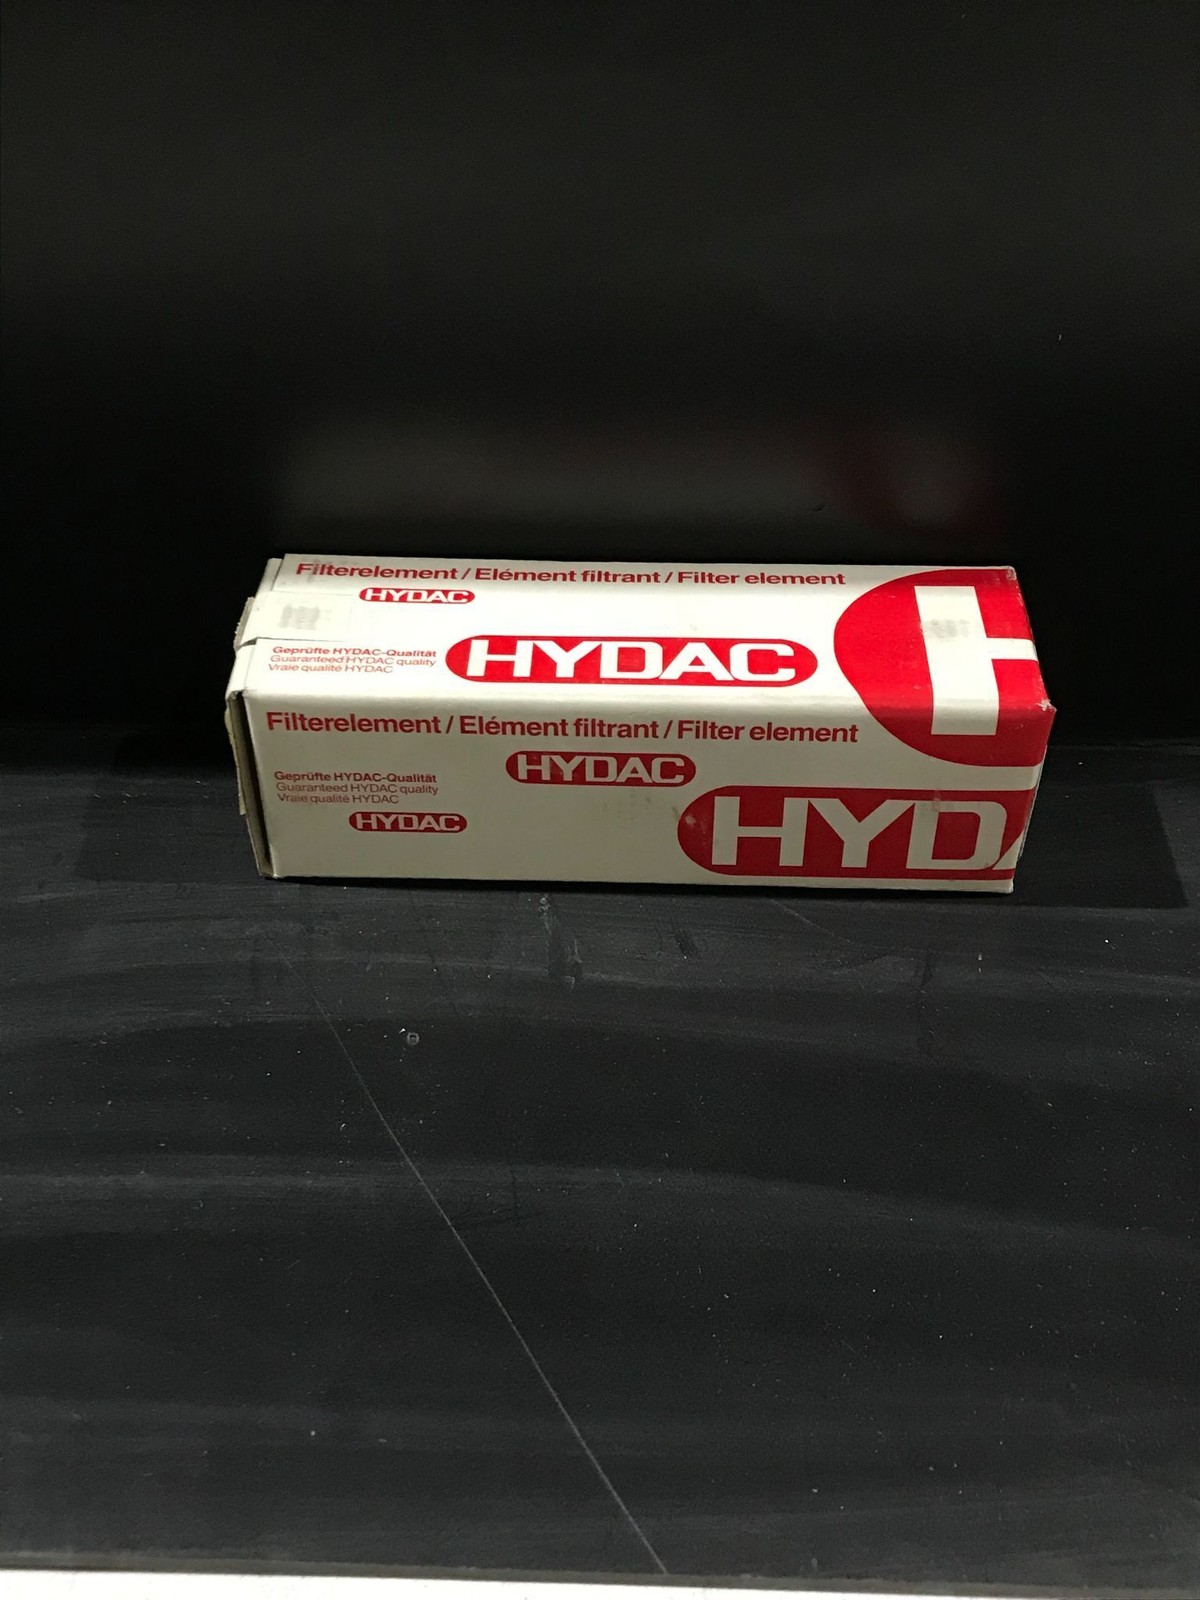 Filterelement / Elément filtrant / Filter element
HYDAC
Geprüfte HYDAC-Qualität
Guaranteed HYDAC quality
Vraie qualité HYDAC
HYDAC
H
Filterelement / Elément filtrant / Filter element
HYDAC
Geprüfte HYDAC-Qualität
Guaranteed HYDAC quality
Vraie qualité HYDAC
HYDAC
HYDA